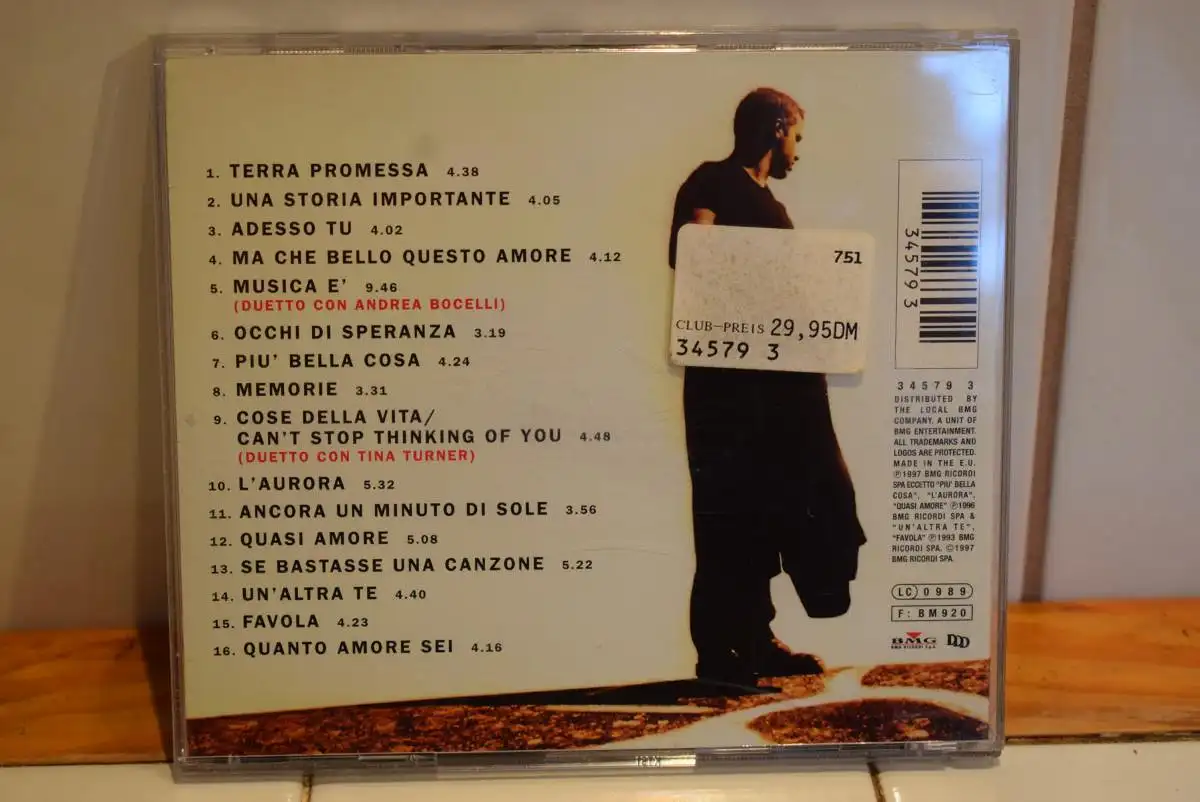 1. TERRA PROMESSA 4.38
2. UNA STORIA IMPORTANTE 4.05
3. ADESSO TU 4.02
4. MA CHE BELLO QUESTO AMORE 4.12
5. MUSICA E' 9.46
(DUETTO CON ANDREA BOCELLI)
6. OCCHI DI SPERANZA 3.19
7. PIU' BELLA COSA 4.24
8. MEMORIE 3.31
9. COSE DELLA VITA/
CAN'T STOP THINKING OF YOU 4.48
(DUETTO CON TINA TURNER)
10. L'AURORA 5.32
11. ANCORA UN MINUTO DI SOLE 3.56
12. QUASI AMORE 5.08
13. SE BASTASSE UNA CANZONE 5.22
14. UN'ALTRA TE 4.40
15. FAVOLA 4.23
16. QUANTO AMORE SEI 4.16
751
CLUB-PREIS 29,95DM
34579 3
34579 3
34579 3
DISTRIBUTED BY
THE LOCAL BMG
COMPANY. A UNIT OF
BMG ENTERTAINMENT.
ALL TRADEMARKS AND
LOGOS ARE PROTECTED.
MADE IN THE E.U.
℗1997 BMG RICORDI
SPA ECCETTO "PIU' BELLA
COSA", "L'AURORA",
"QUASI AMORE" ℗1996
BMG RICORDI SPA &
"UN'ALTRA TE",
"FAVOLA" ℗1993 BMG
RICORDI SPA. ©1997
BMG RICORDI SPA.
LC 0989
F: BM920
BMG
BMG RICORDI S.p.A.
DDD